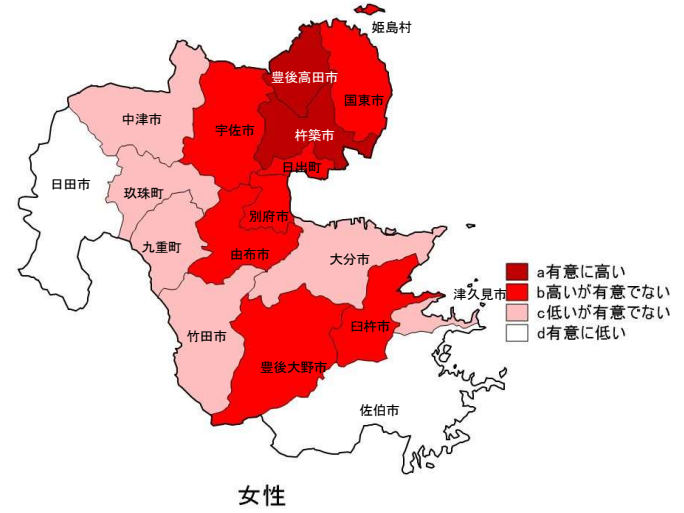 姫島村
豊後高田市
国東市
中津市
宇佐市
杵築市
日出町
日田市
玖珠町
別府市
九重町
由布市
大分市
a有意に高い
b高いが有意でない
c低いが有意でない
d有意に低い
津久見市
臼杵市
竹田市
豊後大野市
佐伯市
女性